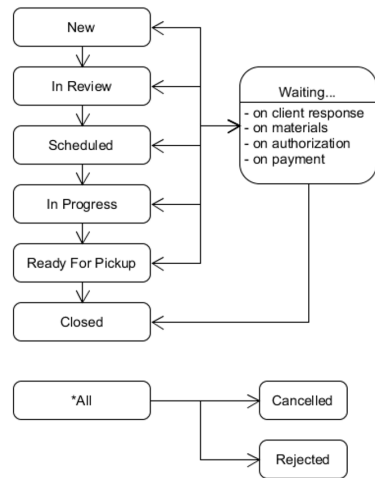 New
In Review
Scheduled
In Progress
Ready For Pickup
Closed
Waiting...
- on client response
- on materials
- on authorization
- on payment
*All
Cancelled
Rejected